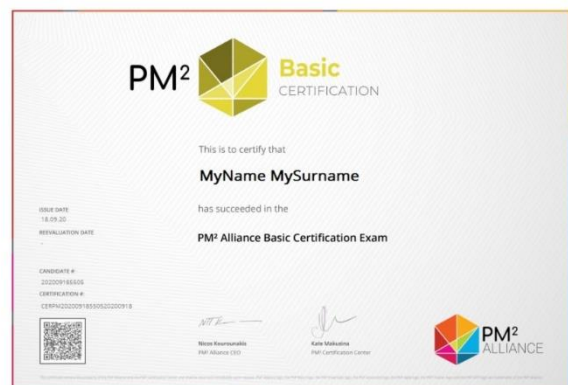 PM²
Basic
CERTIFICATION
This is to certify that
MyName MySurname
has succeeded in the
PM² Alliance Basic Certification Exam
ISSUE DATE
18.09.20
REEVALUATION DATE
-
CANDIDATE #:
CERTIFICATION #:
Nicos Kourounakis
PM² Alliance CEO
PM² Certification Center
PM²
ALLIANCE